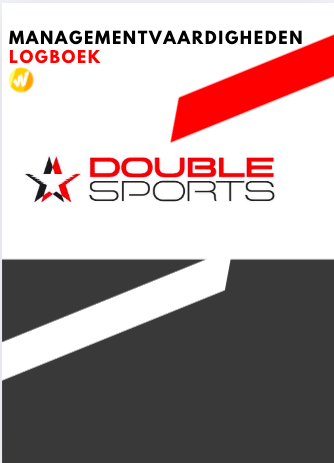 MANAGEMENTVAARDIGHEDEN
LOGBOEK
DOUBLE
SPORTS